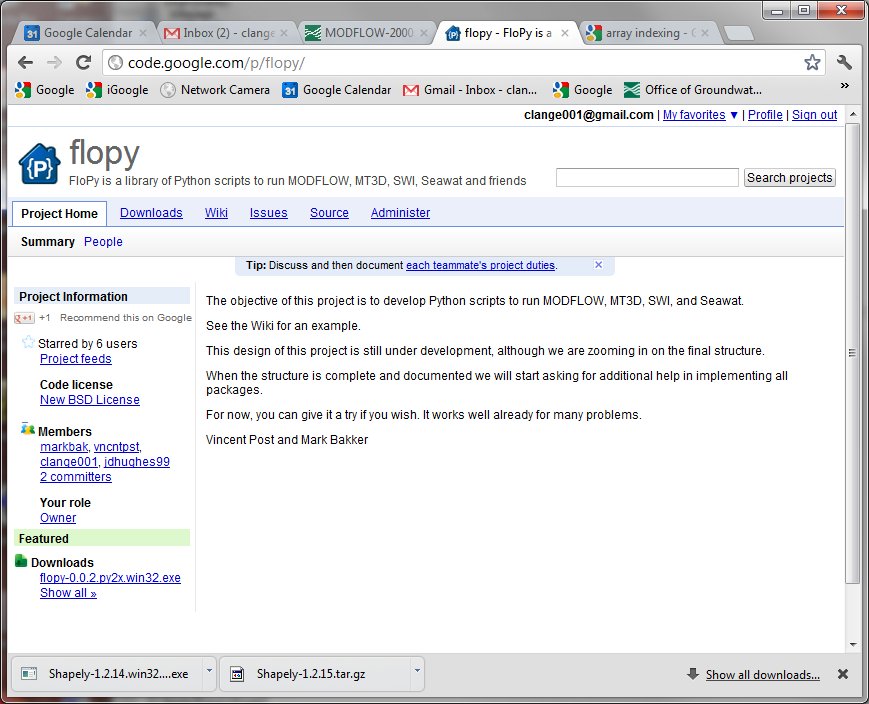 Google Calendar
Inbox (2) - clange
MODFLOW-2000
flopy - FloPy is a
array indexing -
code.google.com/p/flopy/
Google iGoogle Network Camera Google Calendar Gmail - Inbox - clan... Google Office of Groundwat... »
clange001@gmail.com | My favorites ▼ | Profile | Sign out
flopy
FloPy is a library of Python scripts to run MODFLOW, MT3D, SWI, Seawat and friends
Search projects
Project Home Downloads Wiki Issues Source Administer
Summary People
Tip: Discuss and then document each teammate's project duties.
Project Information
+1 +1 Recommend this on Google
Starred by 6 users
Project feeds
Code license
New BSD License
Members
markbak, vncntpst,
clange001, jdhughes99
2 committers
Your role
Owner
Featured
Downloads
flopy-0.0.2.py2x.win32.exe
Show all »
The objective of this project is to develop Python scripts to run MODFLOW, MT3D, SWI, and Seawat.
See the Wiki for an example.
This design of this project is still under development, although we are zooming in on the final structure.
When the structure is complete and documented we will start asking for additional help in implementing all
packages.
For now, you can give it a try if you wish. It works well already for many problems.
Vincent Post and Mark Bakker
Shapely-1.2.14.win32....exe
Shapely-1.2.15.tar.gz
Show all downloads...